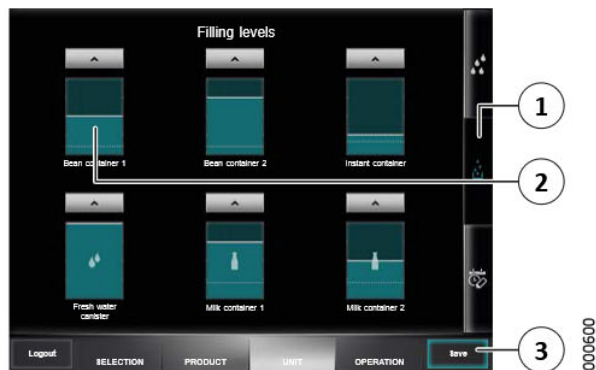 Filling levels
Bean container 1
Bean container 2
Instant container
Fresh water
canister
Milk container 1
Milk container 2
Logout
SELECTION
PRODUCT
UNIT
OPERATION
Save
1
2
3
000600